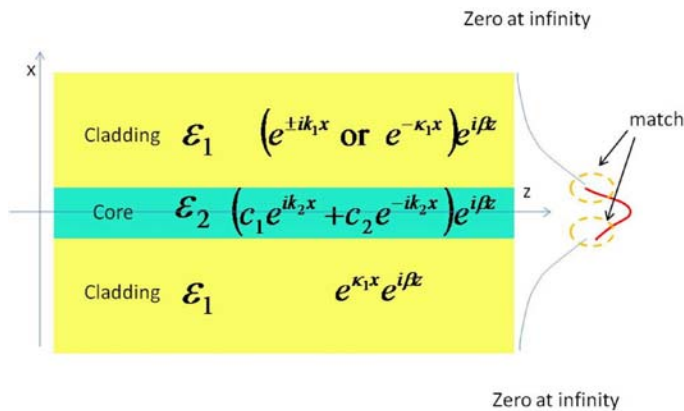 Zero at infinity
x
match
Cladding ε₁ (e^{±ik₁x} or e^{-κ₁x})e^{iβz}
z
Core ε₂ (c₁e^{ik₂x} +c₂e^{-ik₂x})e^{iβz}
Cladding ε₁ e^{κ₁x}e^{iβz}
Zero at infinity